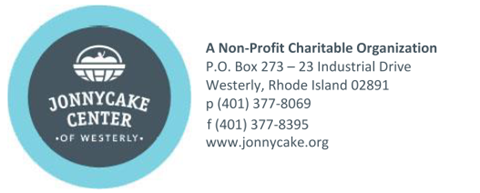 JONNYCAKE
CENTER
•OF WESTERLY•
A Non-Profit Charitable Organization
P.O. Box 273 – 23 Industrial Drive
Westerly, Rhode Island 02891
p (401) 377-8069
f (401) 377-8395
www.jonnycake.org